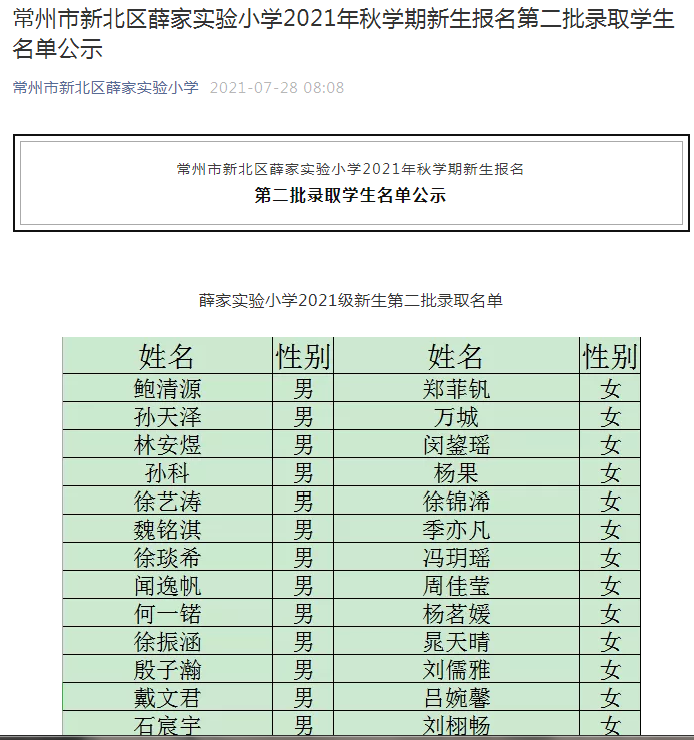 常州市新北区薛家实验小学2021年秋学期新生报名第二批录取学生
名单公示
常州市新北区薛家实验小学 2021-07-28 08:08
常州市新北区薛家实验小学2021年秋学期新生报名
第二批录取学生名单公示
薛家实验小学2021级新生第二批录取名单
姓名 性别 姓名 性别
鲍清源 男 郑菲钒 女
孙天泽 男 万城 女
林安煜 男 闵鋆瑶 女
孙科 男 杨果 女
徐艺涛 男 徐锦浠 女
魏铭淇 男 季亦凡 女
徐琰希 男 冯玥瑶 女
闻逸帆 男 周佳莹 女
何一锘 男 杨茗媛 女
徐振涵 男 晁天晴 女
殷子瀚 男 刘儒雅 女
戴文君 男 吕婉馨 女
石宸宇 男 刘栩畅 女